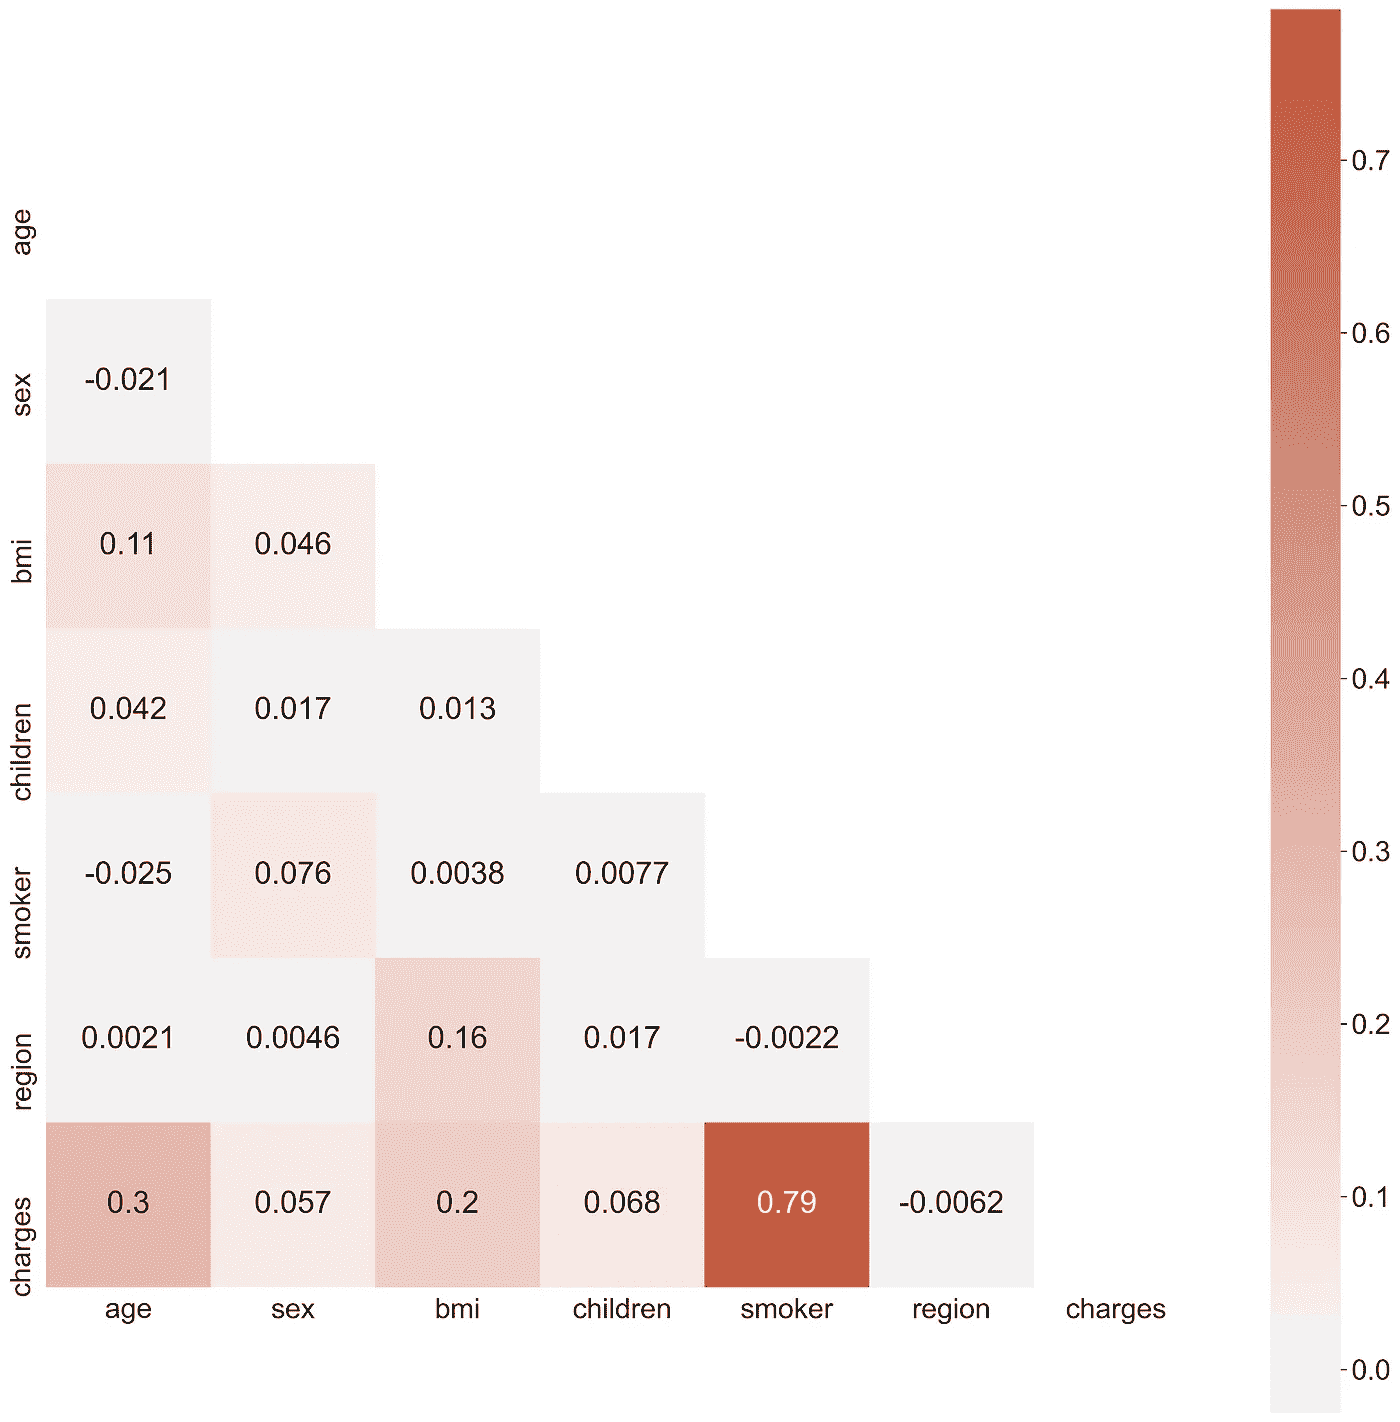 age
sex
-0.021
bmi
0.11 0.046
children
0.042 0.017 0.013
smoker
-0.025 0.076 0.0038 0.0077
region
0.0021 0.0046 0.16 0.017 -0.0022
charges
0.3 0.057 0.2 0.068 0.79 -0.0062
age sex bmi children smoker region charges
0.7
0.6
0.5
0.4
0.3
0.2
0.1
0.0